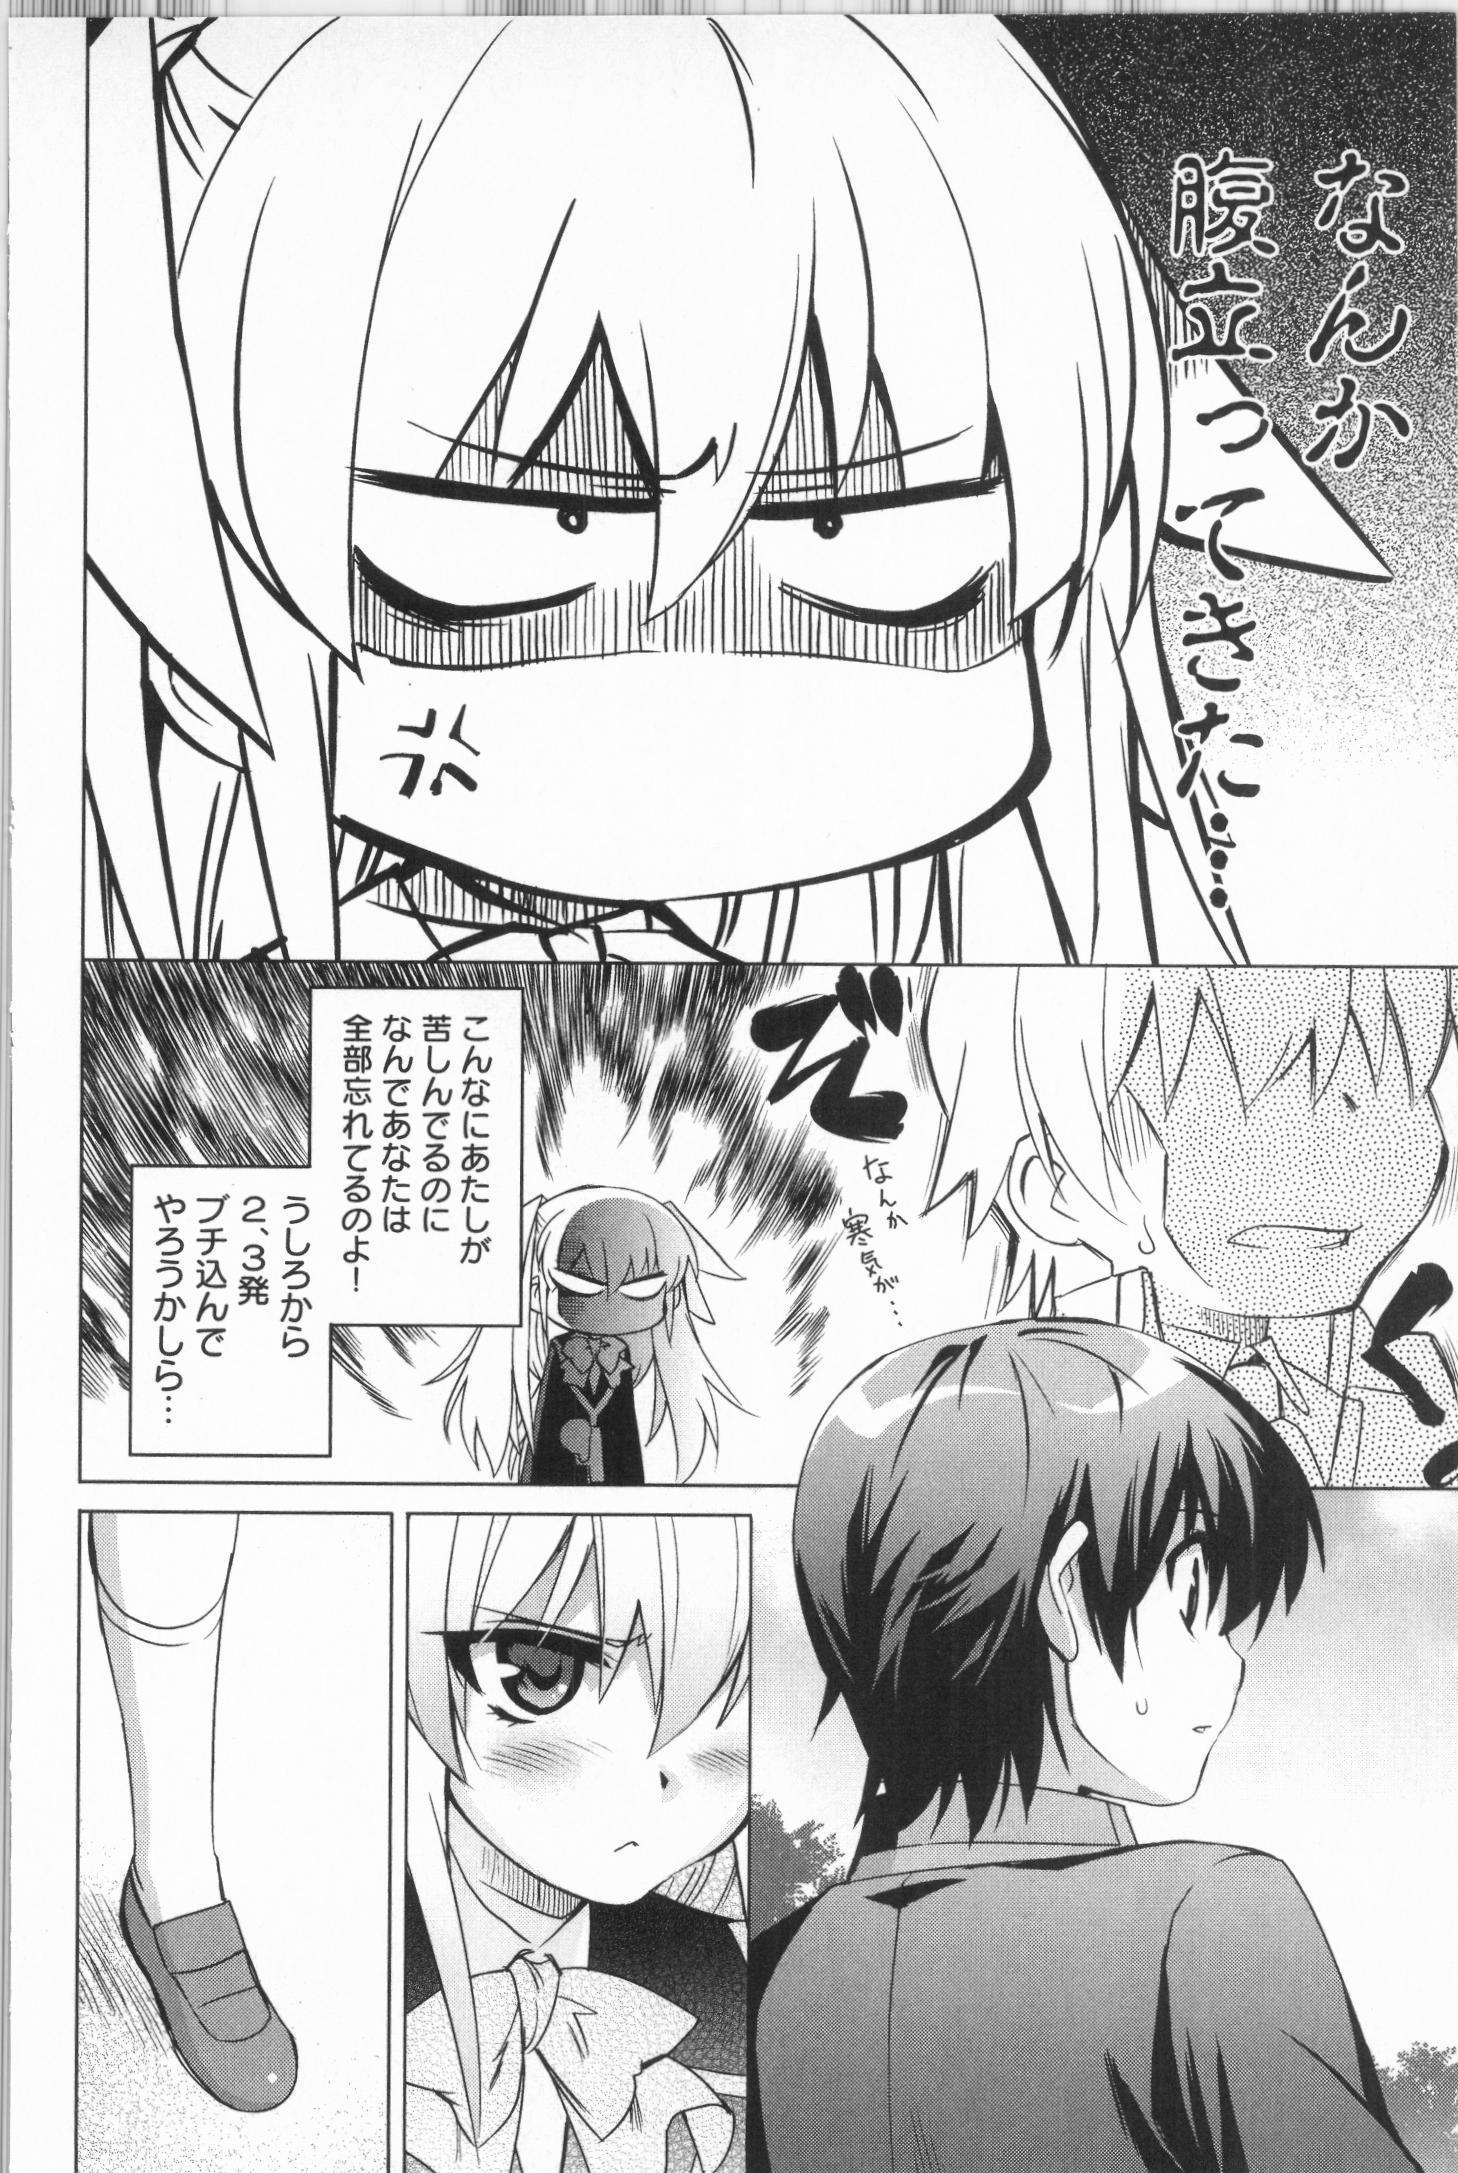 なんか
腹立ってきた……
ぞ
くっ
なんか
寒気が…
こんなにあたしが
苦しんでるのに
なんであなたは
全部忘れてるのよ！
うしろから
2、3発
ブチ込んで
やろうかしら…